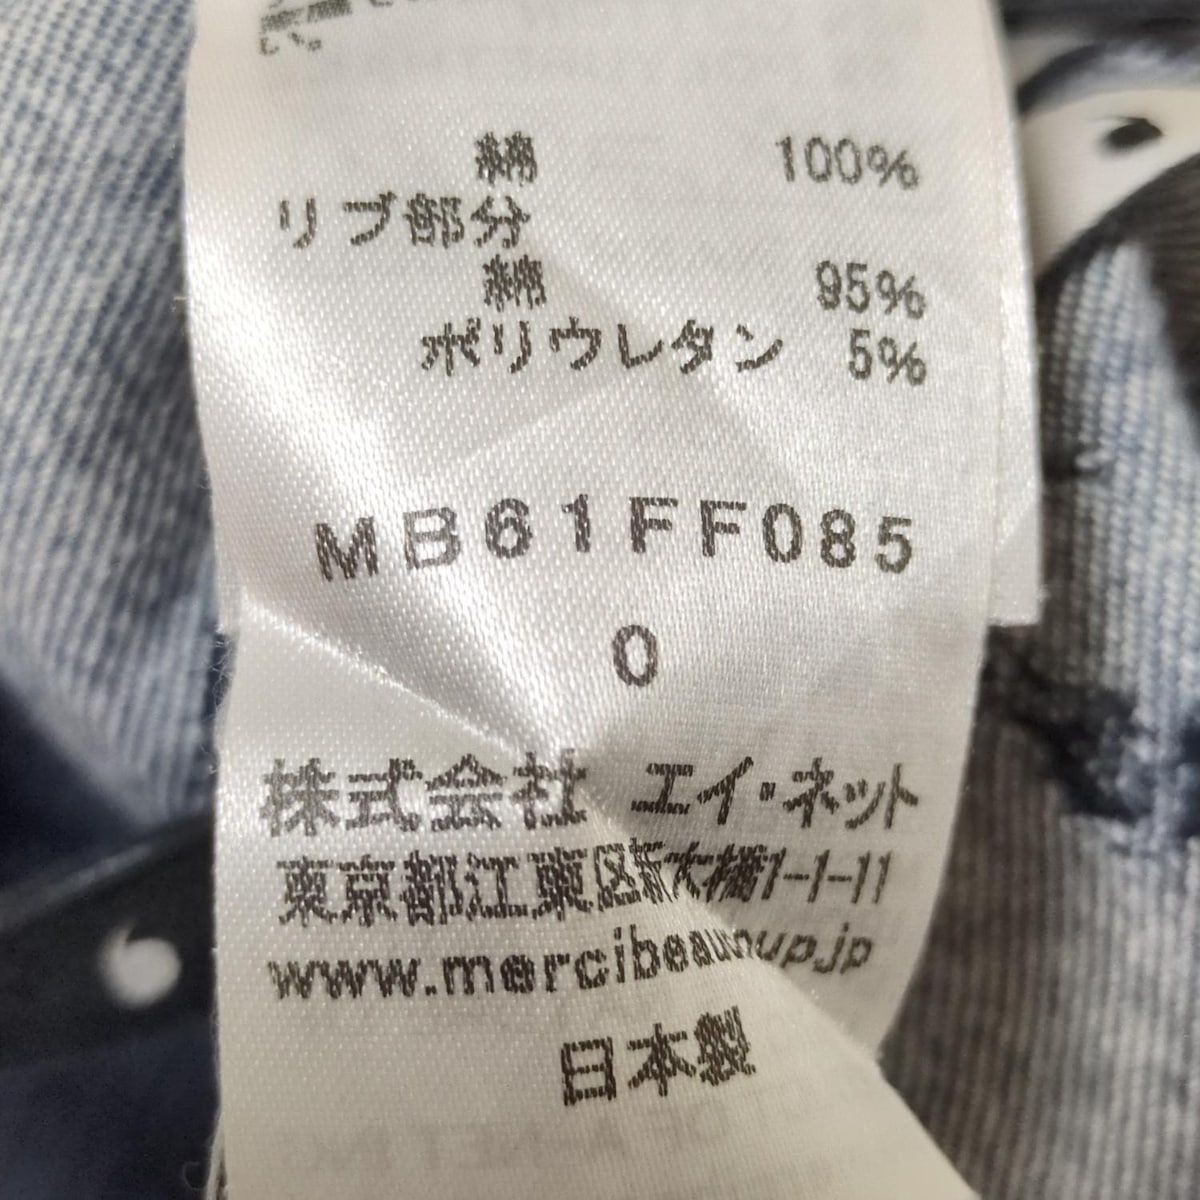 綿 100%
リブ部分
綿 95%
ポリウレタン 5%
MB61FF085
0
株式会社 エイ・ネット
東京都江東区新大橋1-1-11
www.mercibeaucoup.jp
日本製